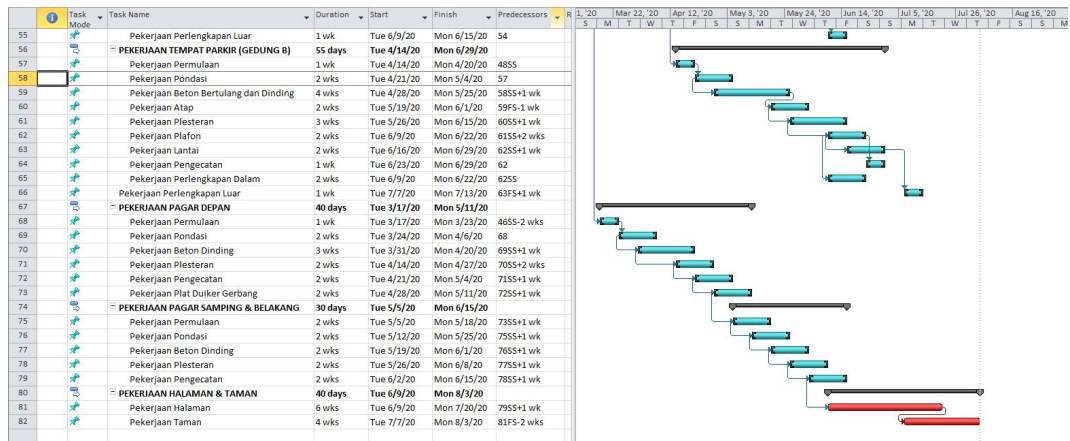 Task Mode Task Name Duration Start Finish Predecessors R 1, '20 Mar 22, '20 Apr 12, '20 May 3, '20 May 24, '20 Jun 14, '20 Jul 5, '20 Jul 26, '20 Aug 16, '20
S M T W T F S S M T W T F S S M T W T F S S M
55 Pekerjaan Perlengkapan Luar 1 wk Tue 6/9/20 Mon 6/15/20 54
56 PEKERJAAN TEMPAT PARKIR (GEDUNG B) 55 days Tue 4/14/20 Mon 6/29/20
57 Pekerjaan Permulaan 1 wk Tue 4/14/20 Mon 4/20/20 48SS
58 Pekerjaan Pondasi 2 wks Tue 4/21/20 Mon 5/4/20 57
59 Pekerjaan Beton Bertulang dan Dinding 4 wks Tue 4/28/20 Mon 5/25/20 58SS+1 wk
60 Pekerjaan Atap 2 wks Tue 5/19/20 Mon 6/1/20 59FS-1 wk
61 Pekerjaan Plesteran 3 wks Tue 5/26/20 Mon 6/15/20 60SS+1 wk
62 Pekerjaan Plafon 2 wks Tue 6/9/20 Mon 6/22/20 61SS+2 wks
63 Pekerjaan Lantai 2 wks Tue 6/16/20 Mon 6/29/20 62SS+1 wk
64 Pekerjaan Pengecatan 1 wk Tue 6/23/20 Mon 6/29/20 62
65 Pekerjaan Perlengkapan Dalam 2 wks Tue 6/9/20 Mon 6/22/20 62SS
66 Pekerjaan Perlengkapan Luar 1 wk Tue 7/7/20 Mon 7/13/20 63FS+1 wk
67 PEKERJAAN PAGAR DEPAN 40 days Tue 3/17/20 Mon 5/11/20
68 Pekerjaan Permulaan 1 wk Tue 3/17/20 Mon 3/23/20 46SS-2 wks
69 Pekerjaan Pondasi 2 wks Tue 3/24/20 Mon 4/6/20 68
70 Pekerjaan Beton Dinding 3 wks Tue 3/31/20 Mon 4/20/20 69SS+1 wk
71 Pekerjaan Plesteran 2 wks Tue 4/14/20 Mon 4/27/20 70SS+2 wks
72 Pekerjaan Pengecatan 2 wks Tue 4/21/20 Mon 5/4/20 71SS+1 wk
73 Pekerjaan Plat Duiker Gerbang 2 wks Tue 4/28/20 Mon 5/11/20 72SS+1 wk
74 PEKERJAAN PAGAR SAMPING & BELAKANG 30 days Tue 5/5/20 Mon 6/15/20
75 Pekerjaan Permulaan 2 wks Tue 5/5/20 Mon 5/18/20 73SS+1 wk
76 Pekerjaan Pondasi 2 wks Tue 5/12/20 Mon 5/25/20 75SS+1 wk
77 Pekerjaan Beton Dinding 2 wks Tue 5/19/20 Mon 6/1/20 76SS+1 wk
78 Pekerjaan Plesteran 2 wks Tue 5/26/20 Mon 6/8/20 77SS+1 wk
79 Pekerjaan Pengecatan 2 wks Tue 6/2/20 Mon 6/15/20 78SS+1 wk
80 PEKERJAAN HALAMAN & TAMAN 40 days Tue 6/9/20 Mon 8/3/20
81 Pekerjaan Halaman 6 wks Tue 6/9/20 Mon 7/20/20 79SS+1 wk
82 Pekerjaan Taman 4 wks Tue 7/7/20 Mon 8/3/20 81FS-2 wks